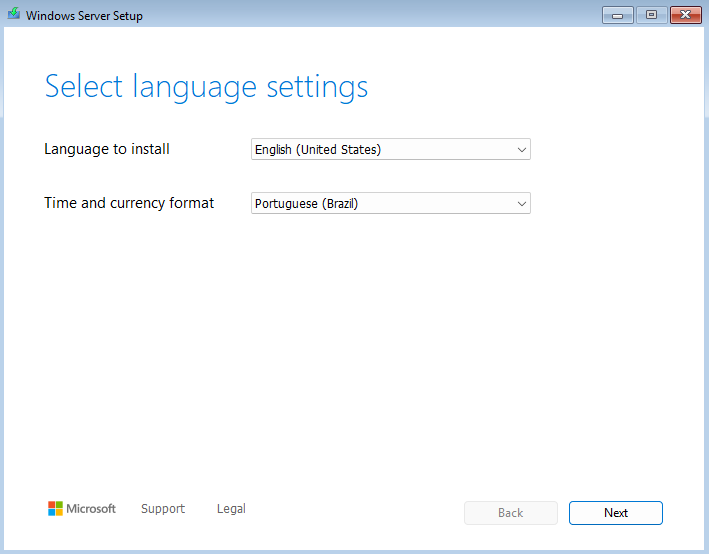 Windows Server Setup
Select language settings
Language to install
English (United States)
Time and currency format
Portuguese (Brazil)
Microsoft
Support
Legal
Back
Next